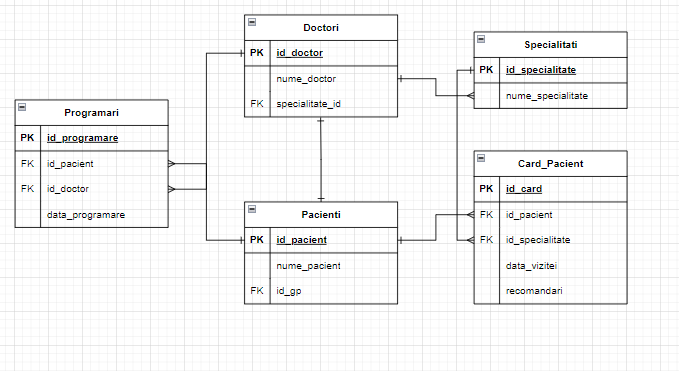 Doctori
PK id_doctor
nume_doctor
FK specialitate_id
Specialitati
PK id_specialitate
nume_specialitate
Programari
PK id_programare
FK id_pacient
FK id_doctor
data_programare
Card_Pacient
PK id_card
FK id_pacient
FK id_specialitate
data_vizitei
recomandari
Pacienti
PK id_pacient
nume_pacient
FK id_gp